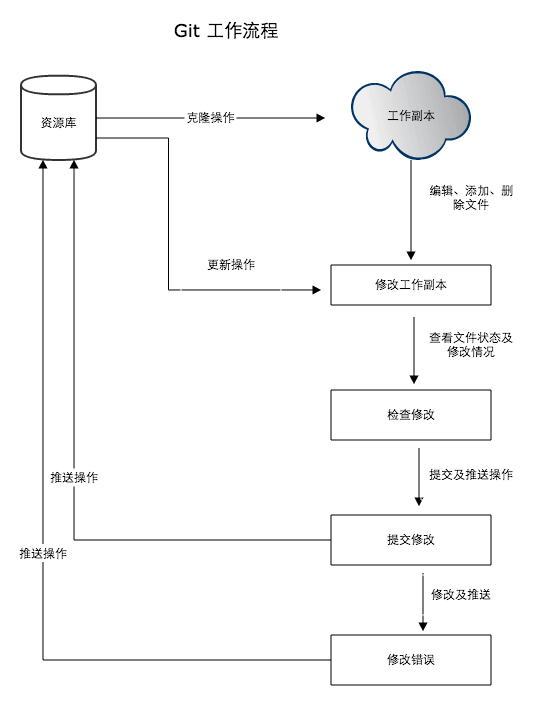 Git 工作流程
资源库
克隆操作
工作副本
编辑、添加、删
除文件
更新操作
修改工作副本
查看文件状态及
修改情况
检查修改
推送操作
提交及推送操作
提交修改
推送操作
修改及推送
修改错误